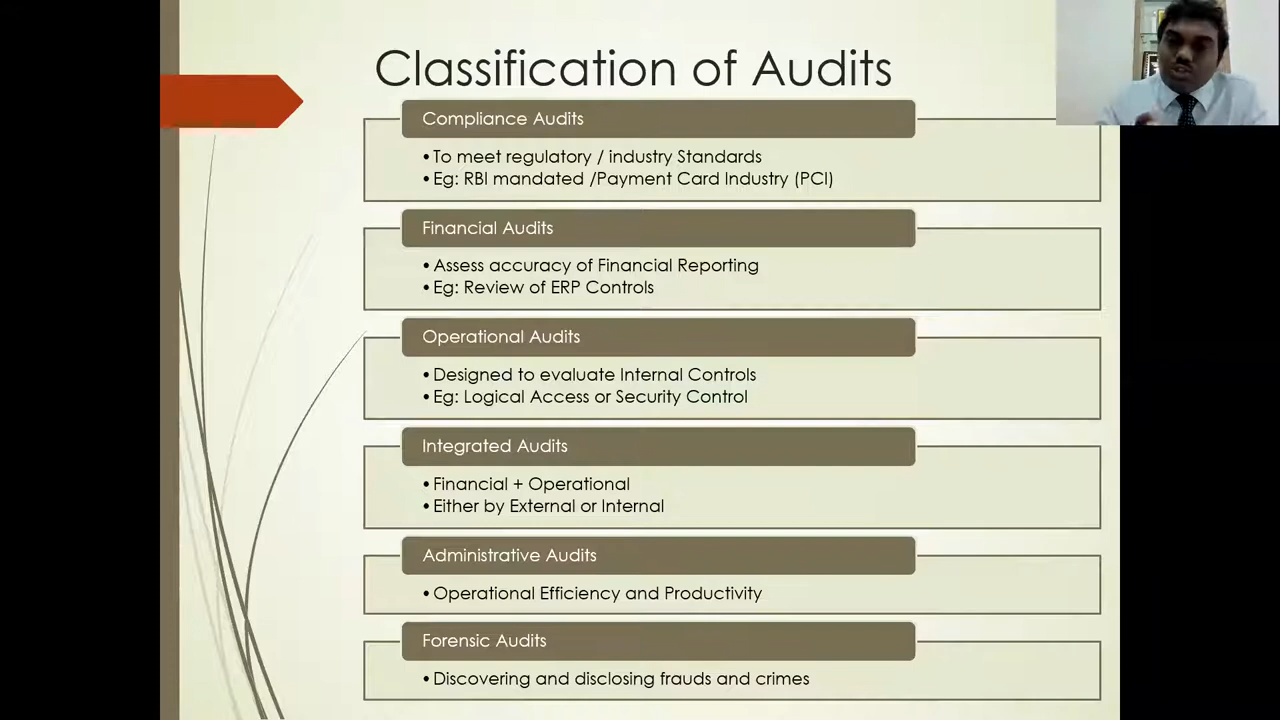 Classification of Audits
Compliance Audits
•To meet regulatory / industry Standards
•Eg: RBI mandated /Payment Card Industry (PCI)
Financial Audits
•Assess accuracy of Financial Reporting
•Eg: Review of ERP Controls
Operational Audits
•Designed to evaluate Internal Controls
•Eg: Logical Access or Security Control
Integrated Audits
•Financial + Operational
•Either by External or Internal
Administrative Audits
•Operational Efficiency and Productivity
Forensic Audits
•Discovering and disclosing frauds and crimes